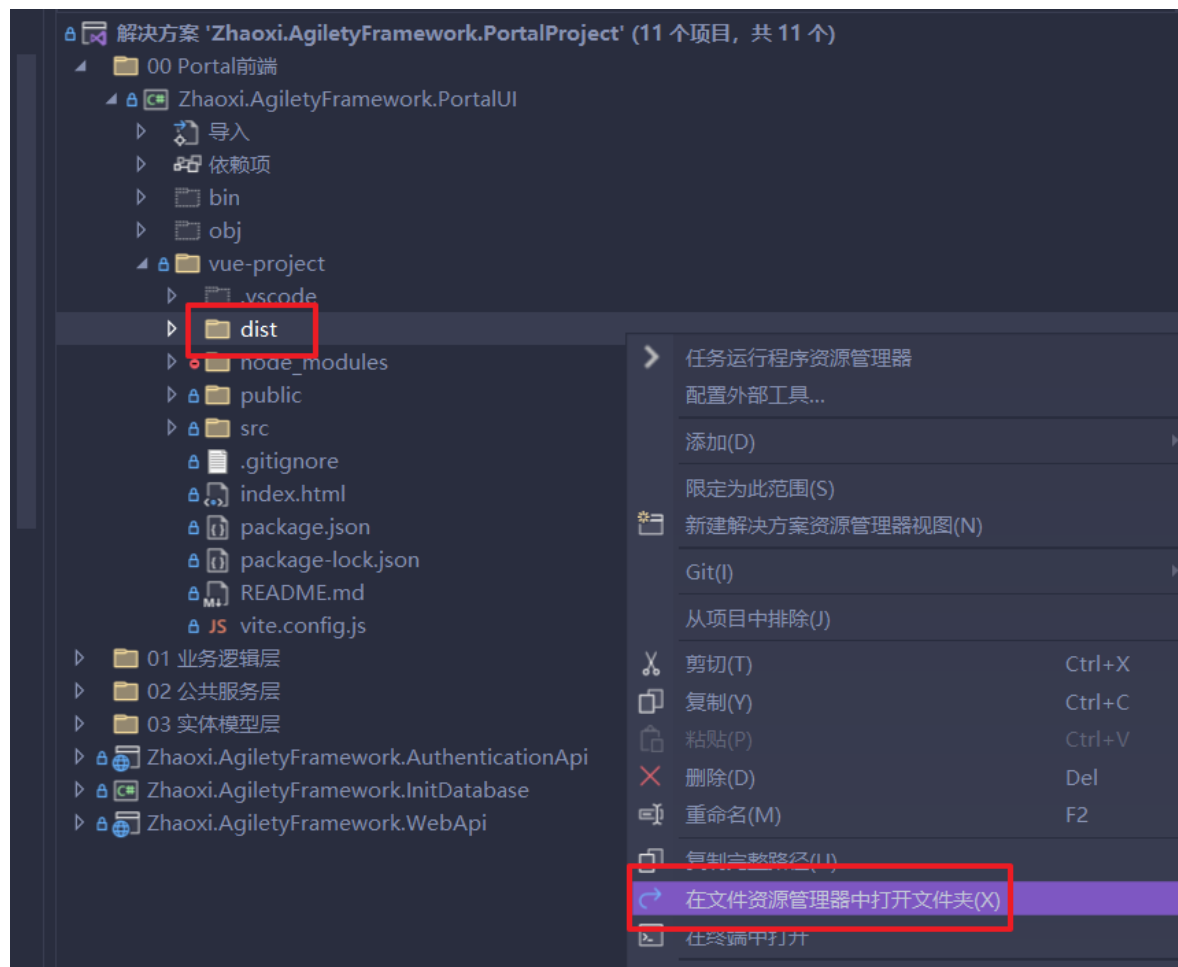 解决方案 'Zhaoxi.AgiletyFramework.PortalProject' (11 个项目，共 11 个)
00 Portal前端
Zhaoxi.AgiletyFramework.PortalUI
导入
依赖项
bin
obj
vue-project
.vscode
dist
node_modules
public
src
.gitignore
index.html
package.json
package-lock.json
README.md
vite.config.js
01 业务逻辑层
02 公共服务层
03 实体模型层
Zhaoxi.AgiletyFramework.AuthenticationApi
Zhaoxi.AgiletyFramework.InitDatabase
Zhaoxi.AgiletyFramework.WebApi
任务运行程序资源管理器
配置外部工具...
添加(D)
限定为此范围(S)
新建解决方案资源管理器视图(N)
Git(I)
从项目中排除(J)
剪切(T) Ctrl+X
复制(Y) Ctrl+C
粘贴(P) Ctrl+V
删除(D) Del
重命名(M) F2
复制完整路径(U)
在文件资源管理器中打开文件夹(X)
在终端中打开